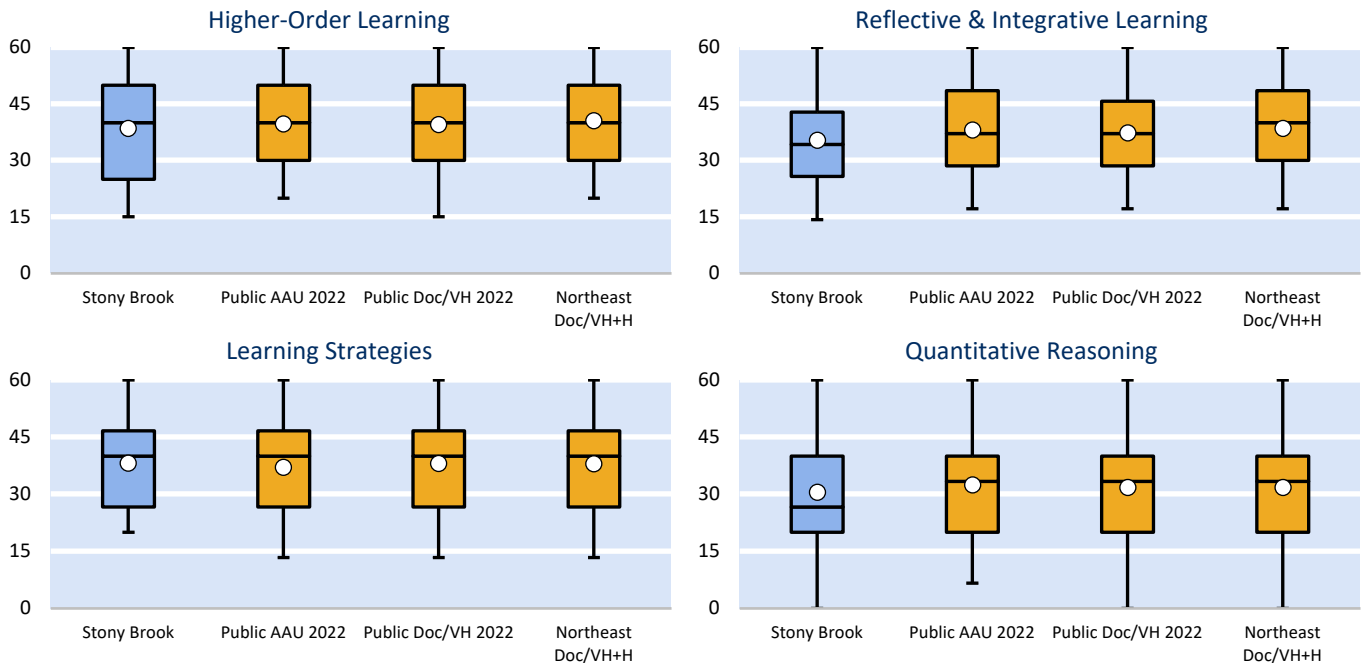 Higher-Order Learning
60
45
30
15
0
Stony Brook
Public AAU 2022
Public Doc/VH 2022
Northeast
Doc/VH+H
Reflective & Integrative Learning
60
45
30
15
0
Stony Brook
Public AAU 2022
Public Doc/VH 2022
Northeast
Doc/VH+H
Learning Strategies
60
45
30
15
0
Stony Brook
Public AAU 2022
Public Doc/VH 2022
Northeast
Doc/VH+H
Quantitative Reasoning
60
45
30
15
0
Stony Brook
Public AAU 2022
Public Doc/VH 2022
Northeast
Doc/VH+H